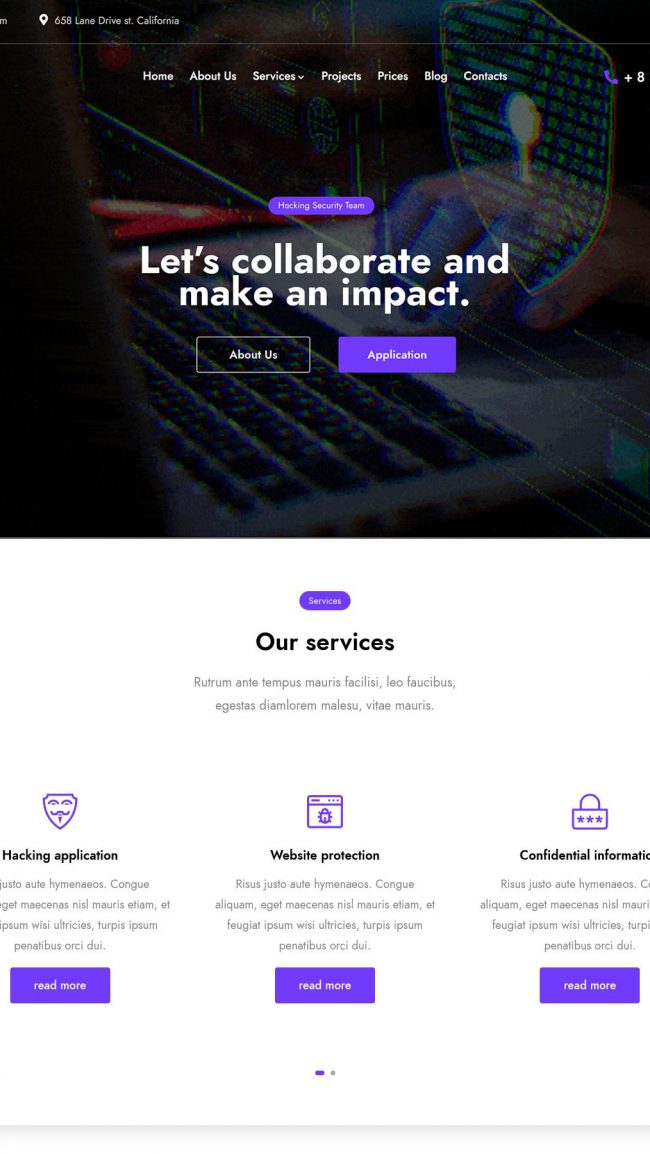 m
658 Lane Drive st. California
Home About Us Services Projects Prices Blog Contacts
+ 8
Hacking Security Team
Let's collaborate and
make an impact.
About Us Application
Services
Our services
Rutrum ante tempus mauris facilisi, leo faucibus,
egestas diamlorem malesu, vitae mauris.
Hacking application
justo aute hymenaeos. Congue
eget maecenas nisl mauris etiam, et
ipsum wisi ultricies, turpis ipsum
penatibus orci dui.
read more
Website protection
Risus justo aute hymenaeos. Congue
aliquam, eget maecenas nisl mauris etiam, et
feugiat ipsum wisi ultricies, turpis ipsum
penatibus orci dui.
read more
Confidential informatio
Risus justo aute hymenaeos. Co
aliquam, eget maecenas nisl mauri
feugiat ipsum wisi ultricies, turpi
penatibus orci dui.
read more